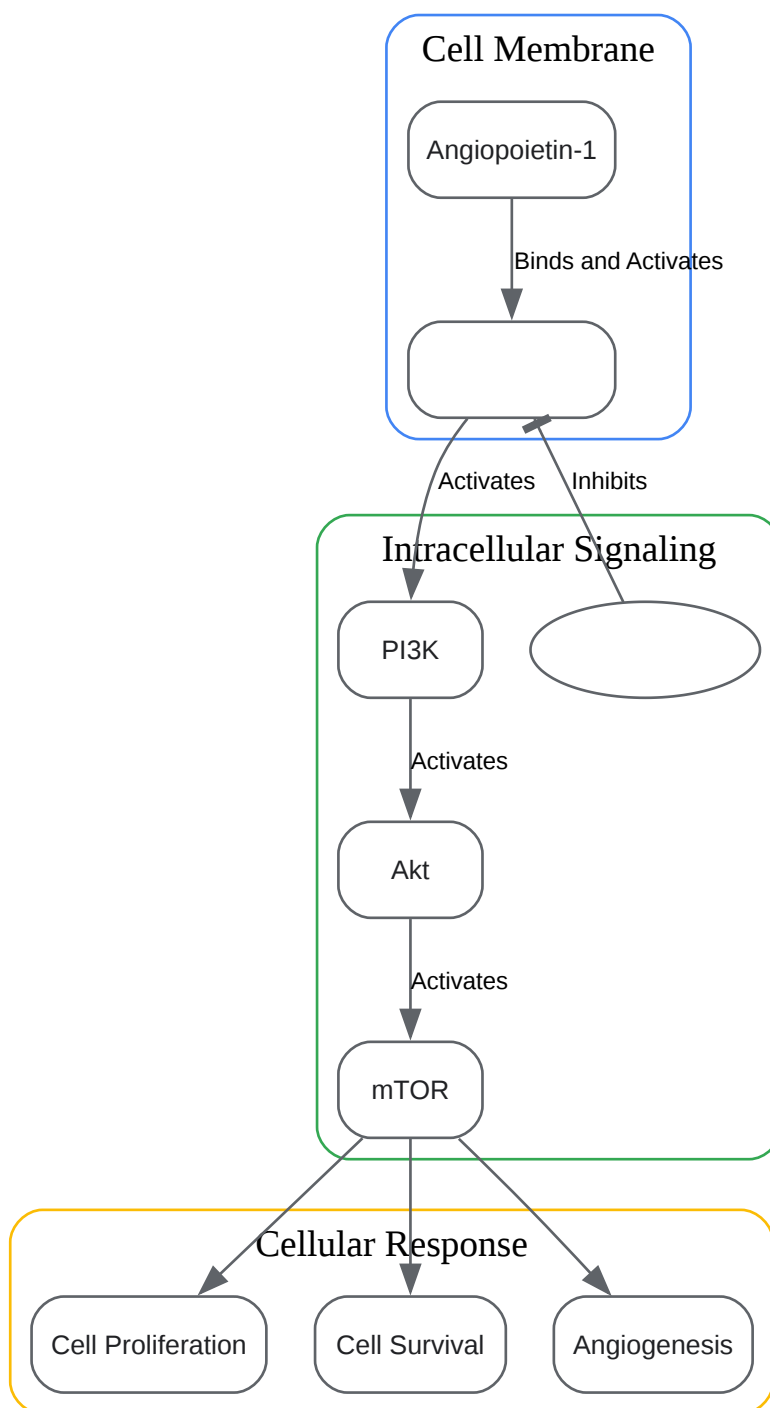 Cell Membrane
Angiopoietin-1
Binds and Activates
Activates
Inhibits
Intracellular Signaling
PI3K
Activates
Akt
Activates
mTOR
Cellular Response
Cell Proliferation
Cell Survival
Angiogenesis